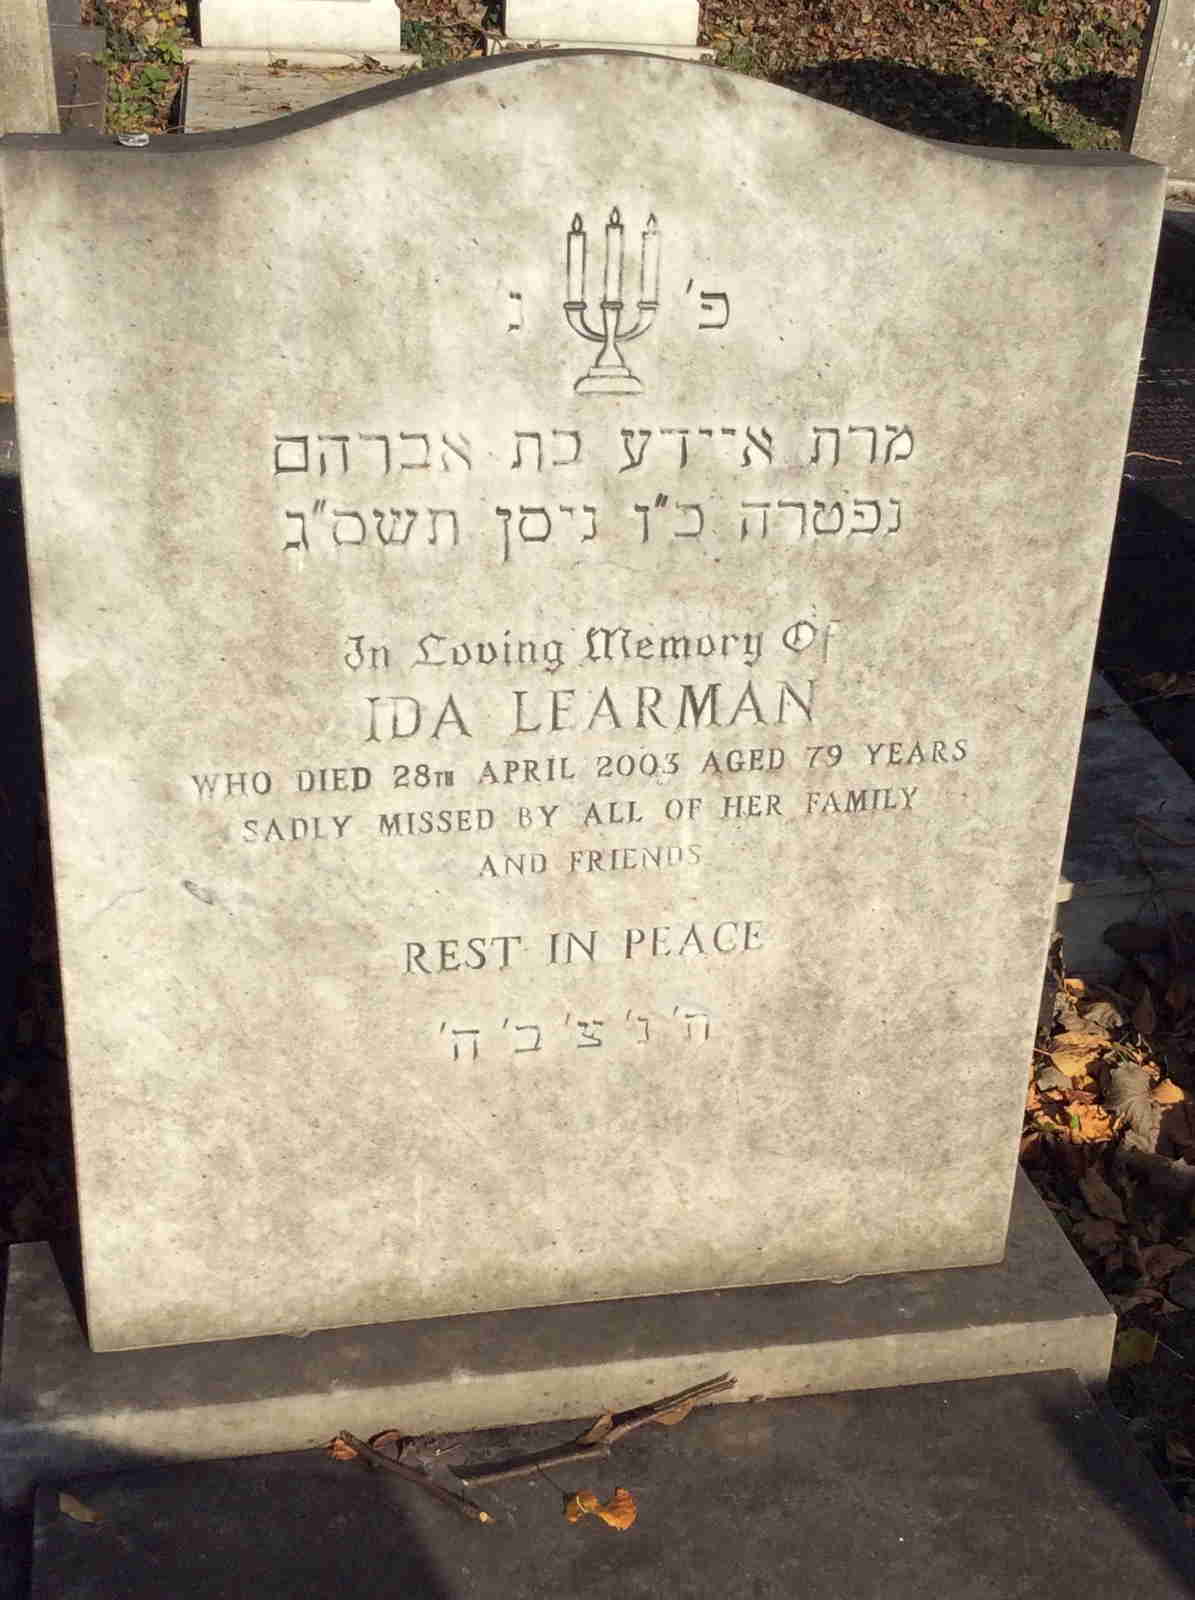 פ' נ
מרת איידע בת אברהם
נפטרה כ"ו ניסן תשס"ג
In Loving Memory Of
IDA LEARMAN
WHO DIED 28TH APRIL 2003 AGED 79 YEARS
SADLY MISSED BY ALL OF HER FAMILY
AND FRIENDS
REST IN PEACE
ת' נ' צ' ב' ה'